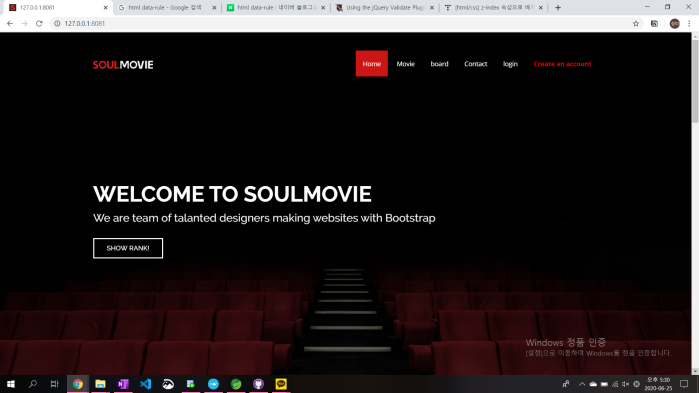 127.0.0.1:8081
html data-rule - Google 검색
html data-rule : 네이버 블로그
Using the jQuery Validate Plug
[html/css] z-index 속성으로 배
127.0.0.1:8081
SOULMOVIE
Home
Movie
board
Contact
login
Create an account
WELCOME TO SOULMOVIE
We are team of talanted designers making websites with Bootstrap
SHOW RANK!
Windows 정품 인증
[설정]으로 이동하여 Windows를 정품 인증합니다.
오후 5:30
2020-06-25